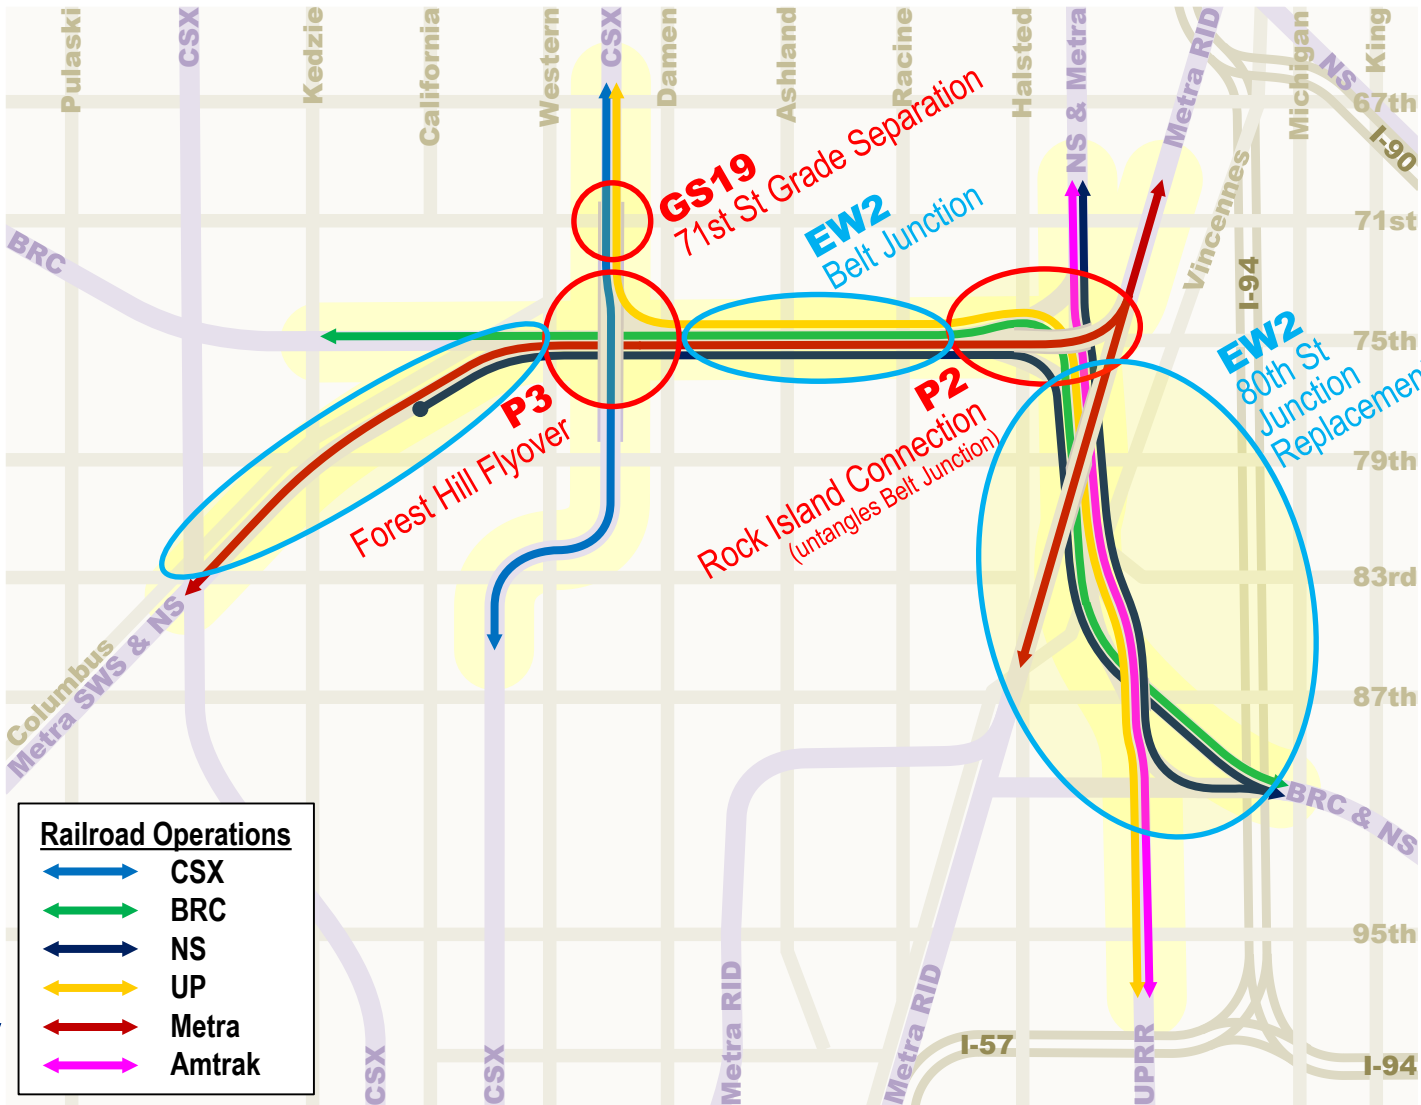 Pulaski
CSX
Kedzie
California
Western
CSX
Damen
Ashland
Racine
Halsted
NS & Metra
Metra RID
Michigan
NS
King
67th
I-90
GS19
71st St Grade Separation
EW2
Belt Junction
Vincennes
71st
BRC
I-94
75th
EW2
80th St
Junction
Replacemen
P3
Forest Hill Flyover
P2
Rock Island Connection
(untangles Belt Junction)
79th
83rd
Columbus
Metra SWS & NS
87th
BRC & NS
Railroad Operations
CSX
BRC
NS
UP
Metra
Amtrak
95th
CSX
CSX
Metra RID
Metra RID
I-57
UPRR
I-94